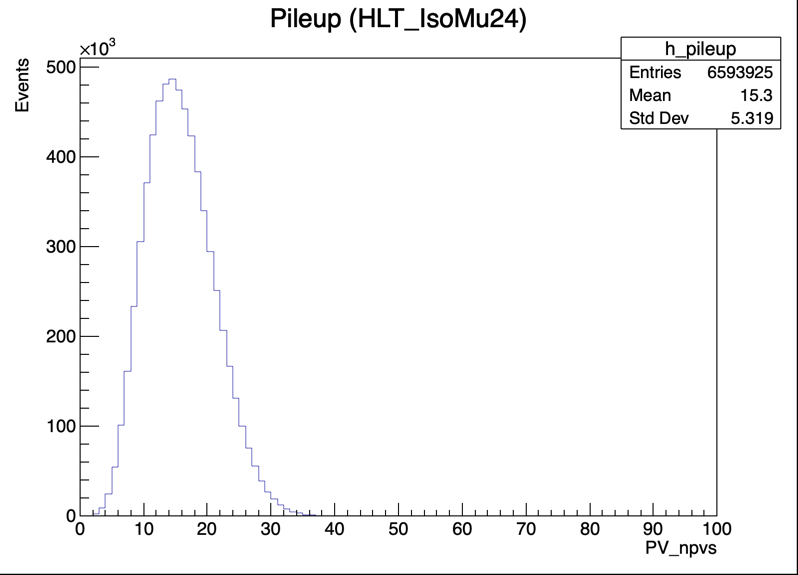 Pileup (HLT_IsoMu24)
×10³
h_pileup
Entries 6593925
Mean 15.3
Std Dev 5.319
Events
500
400
300
200
100
0
0 10 20 30 40 50 60 70 80 90 100
PV_npvs